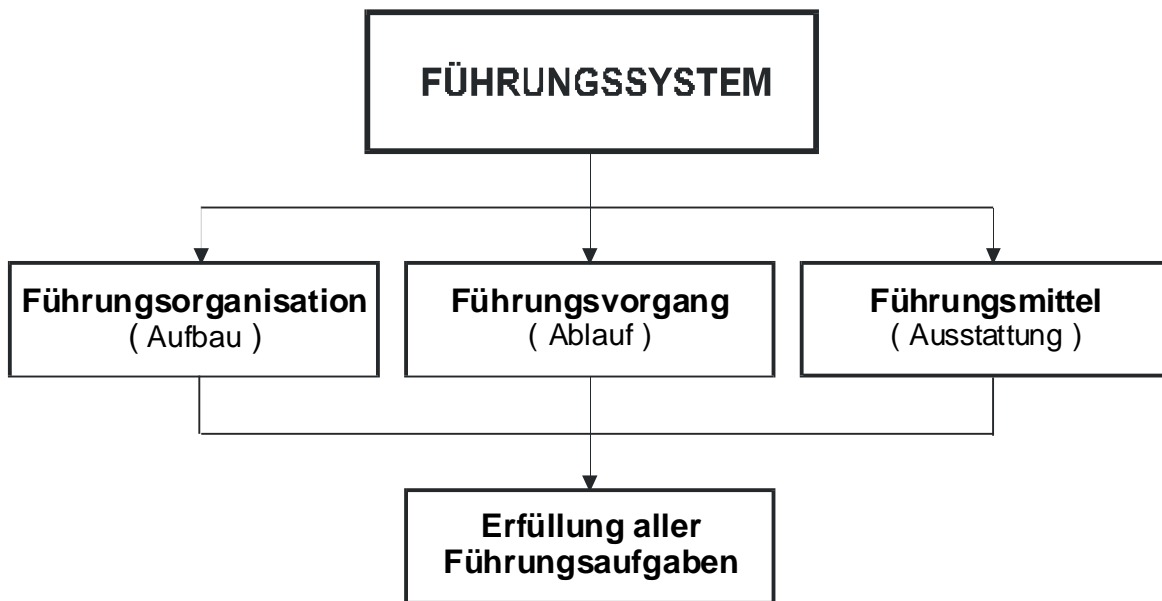 FÜHRUNGSSYSTEM
Führungsorganisation
( Aufbau )
Führungsvorgang
( Ablauf )
Führungsmittel
( Ausstattung )
Erfüllung aller
Führungsaufgaben